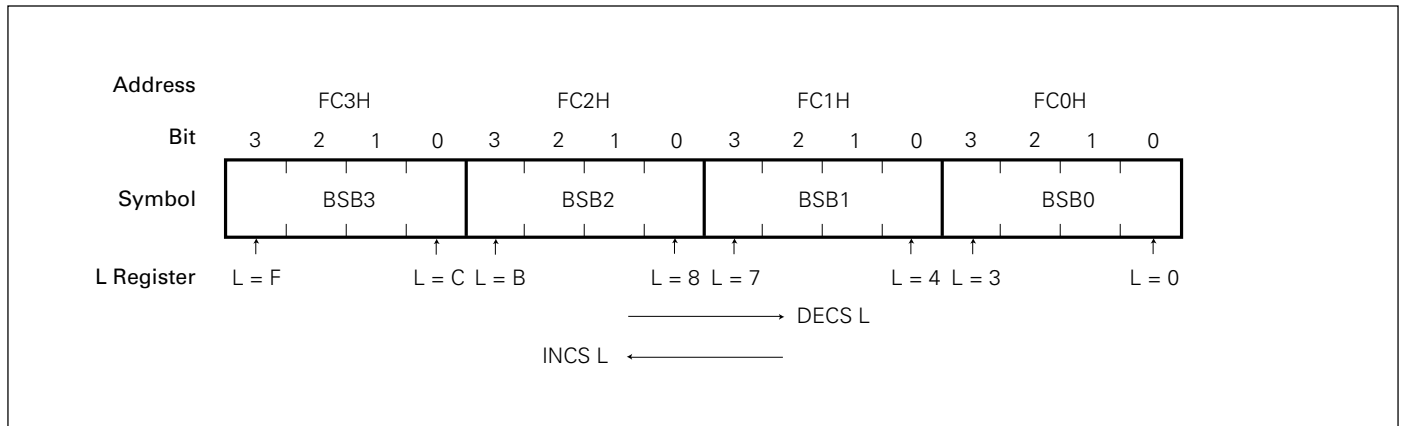 Address
FC3H FC2H FC1H FC0H
Bit 3 2 1 0 3 2 1 0 3 2 1 0 3 2 1 0
Symbol BSB3 BSB2 BSB1 BSB0
L Register L = F L = C L = B L = 8 L = 7 L = 4 L = 3 L = 0
DECS L
INCS L